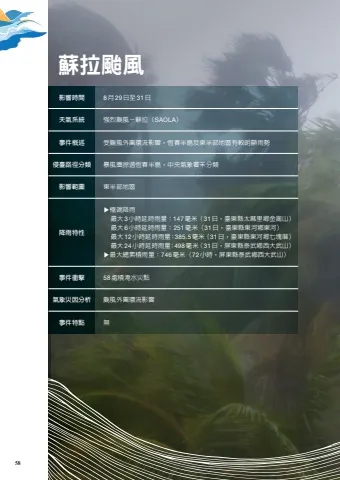 蘇拉颱風
影響時間 8月29日至31日
天氣系統 強烈颱風－蘇拉（SAOLA）
事件概述 受颱風外圍環流影響，恆春半島及東半部地區有較明顯雨勢
侵臺路徑分類 暴風圈掠過恆春半島，中央氣象署未分類
影響範圍 東半部地區
▶極端降雨
最大3小時延時雨量：147毫米（31日，臺東縣太麻里鄉金崙山）
最大6小時延時雨量：251毫米（31日，臺東縣東河鄉東河）
降雨特性 最大12小時延時雨量：385.5毫米（31日，臺東縣東河鄉七塊厝）
最大24小時延時雨量：498毫米（31日，屏東縣泰武鄉西大武山）
▶最大總累積雨量：746毫米（72小時，屏東縣泰武鄉西大武山）
事件衝擊 58處積淹水災點
氣象災因分析 颱風外圍環流影響
事件特點 無
58